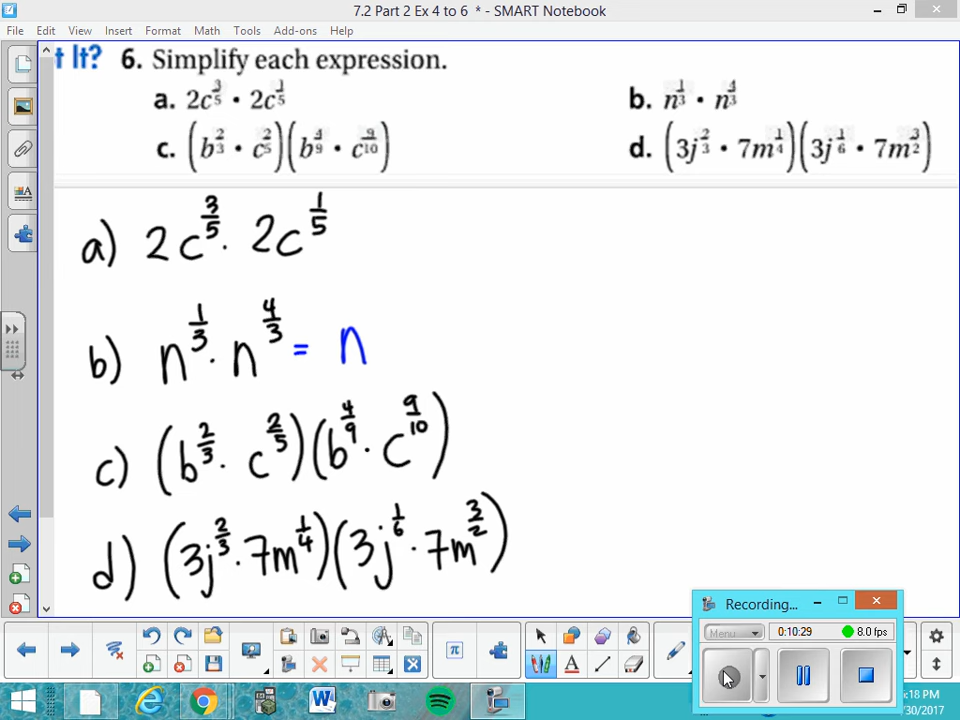 7.2 Part 2 Ex 4 to 6 * - SMART Notebook
File Edit View Insert Format Math Tools Add-ons Help
t It? 6. Simplify each expression.
a. 2c^(3/5) • 2c^(1/5) b. n^(1/3) • n^(4/3)
c. (b^(2/3) • c^(2/5))(b^(4/9) • c^(9/10)) d. (3j^(2/3) • 7m^(1/4))(3j^(1/6) • 7m^(3/2))
a) 2c^(3/5) · 2c^(1/5)
b) n^(1/3) · n^(4/3) = n
c) (b^(2/3) · c^(2/5))(b^(4/9) · c^(9/10))
d) (3j^(2/3) · 7m^(1/4))(3j^(1/6) · 7m^(3/2))
Recording...
Menu 0:10:29 8.0 fps
:18 PM
/30/2017